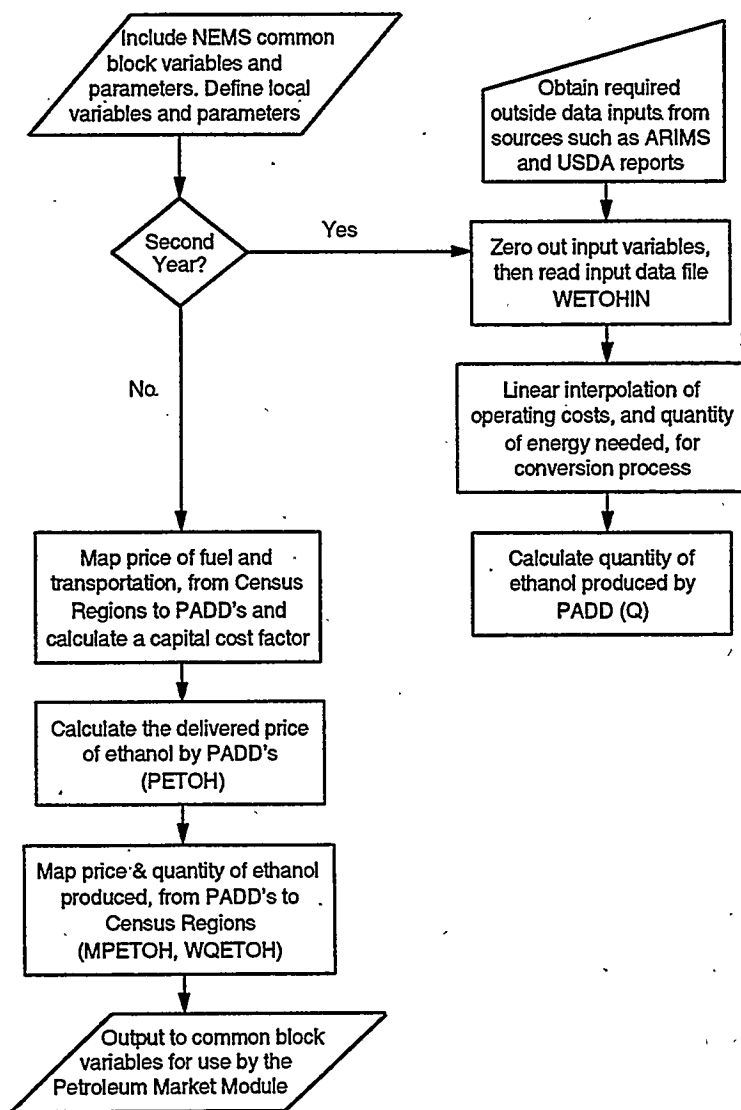 Include NEMS common
block variables and
parameters. Define local
variables and parameters
Obtain required
outside data inputs from
sources such as ARIMS
and USDA reports
Second
Year?
Yes
Zero out input variables,
then read input data file
WETOHIN
No
Linear interpolation of
operating costs, and quantity
of energy needed, for
conversion process
Map price of fuel and
transportation, from Census
Regions to PADD's and
calculate a capital cost factor
Calculate quantity of
ethanol produced by
PADD (Q)
Calculate the delivered price
of ethanol by PADD's
(PETOH)
Map price & quantity of ethanol
produced, from PADD's to
Census Regions
(MPETOH, WQETOH)
Output to common block
variables for use by the
Petroleum Market Module